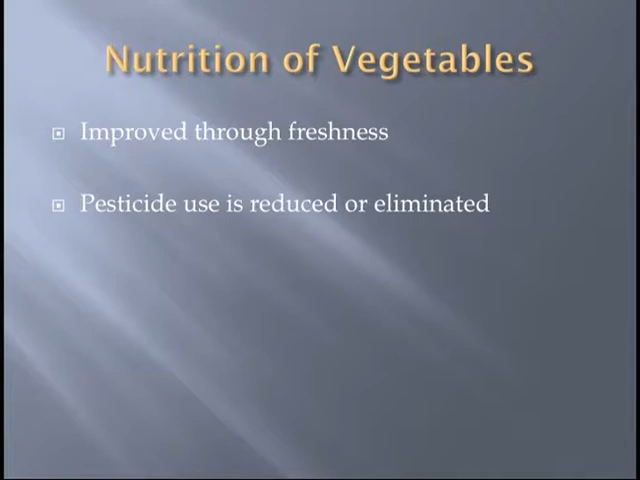 Nutrition of Vegetables
Improved through freshness
Pesticide use is reduced or eliminated